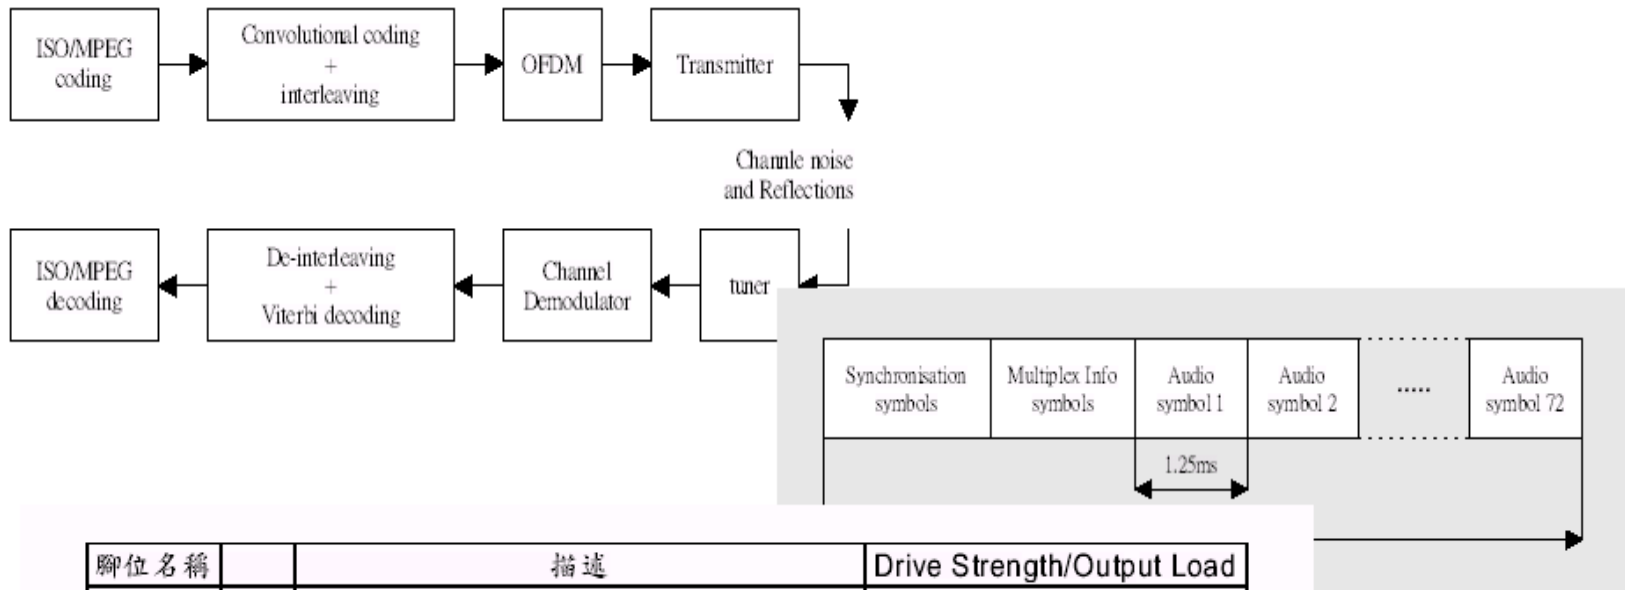 ISO/MPEG
coding
Convolutional coding
+
interleaving
OFDM
Transmitter
Channle noise
and Reflections
ISO/MPEG
decoding
De-interleaving
+
Viterbi decoding
Channel
Demodulator
tuner
Synchronisation
symbols
Multiplex Info
symbols
Audio
symbol 1
Audio
symbol 2
.....
Audio
symbol 72
1.25ms
腳位名稱
描述
Drive Strength/Output Load